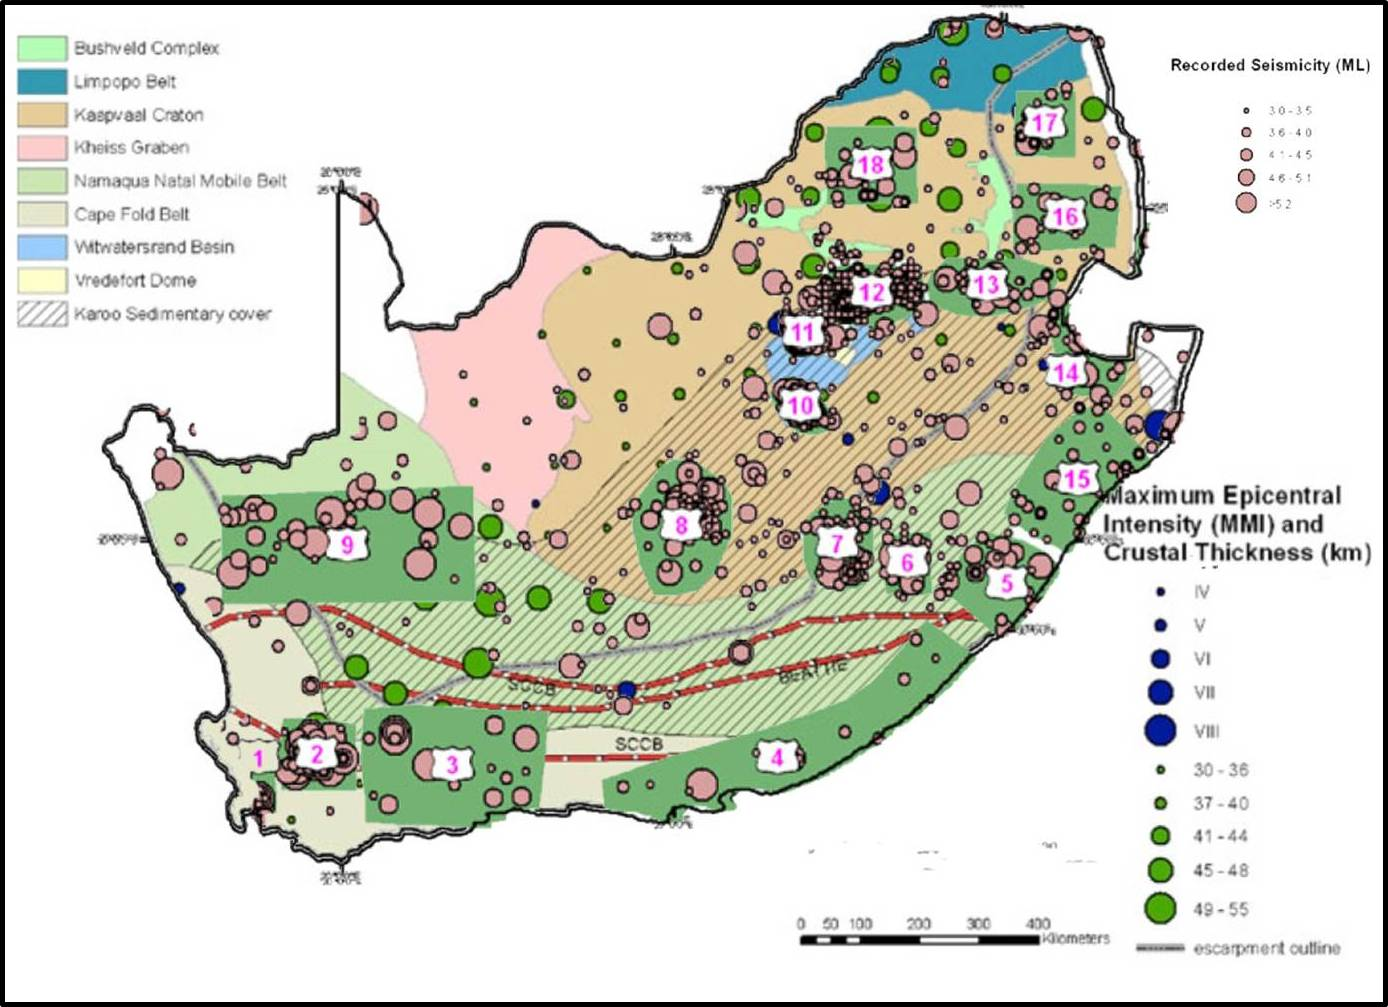 Bushveld Complex
Limpopo Belt
Kaapvaal Craton
Kheiss Graben
Namaqua Natal Mobile Belt
Cape Fold Belt
Witwatersrand Basin
Vredefort Dome
Karoo Sedimentary cover
Recorded Seismicity (ML)
3.0 - 3.5
3.6 - 4.0
4.1 - 4.5
4.6 - 5.1
>5.2
17
18
16
13
12
11
14
10
15
8
7
9
6
5
SCCB
BEATTIE
SCCB
1
2
3
4
Maximum Epicentral
Intensity (MMI) and
Crustal Thickness (km)
IV
V
VI
VII
VIII
30 - 36
37 - 40
41 - 44
45 - 48
49 - 55
escarpment outline
0 50 100 200 300 400
Kilometers